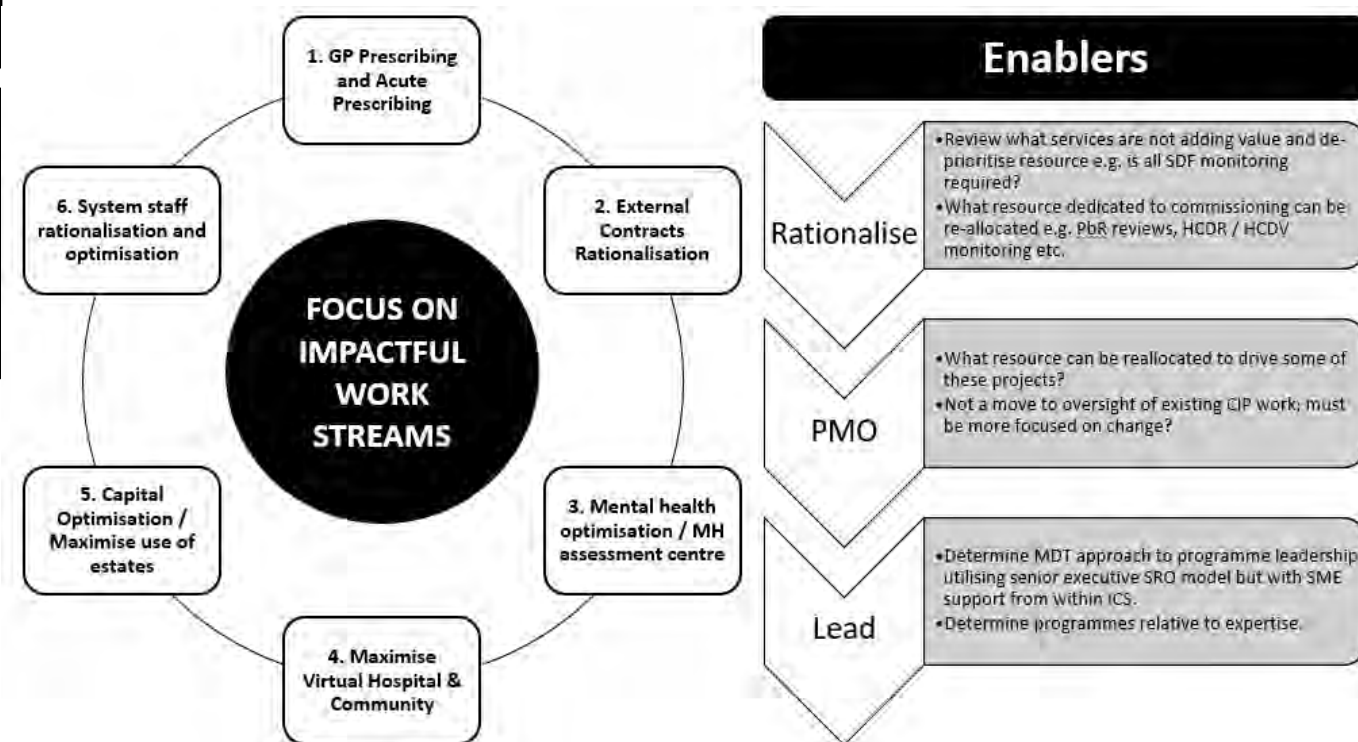 1. GP Prescribing
and Acute
Prescribing
2. External
Contracts
Rationalisation
3. Mental health
optimisation / MH
assessment centre
4. Maximise
Virtual Hospital &
Community
5. Capital
Optimisation /
Maximise use of
estates
6. System staff
rationalisation and
optimisation
FOCUS ON
IMPACTFUL
WORK
STREAMS
Enablers
Rationalise
•Review what services are not adding value and de-
prioritise resource e.g. is all SDF monitoring
required?
•What resource dedicated to commissioning can be
re-allocated e.g. PbR reviews, HCDR / HCDV
monitoring etc.
PMO
•What resource can be reallocated to drive some of
these projects?
•Not a move to oversight of existing CIP work; must
be more focused on change?
Lead
•Determine MDT approach to programme leadership
utilising senior executive SRO model but with SME
support from within ICS.
•Determine programmes relative to expertise.